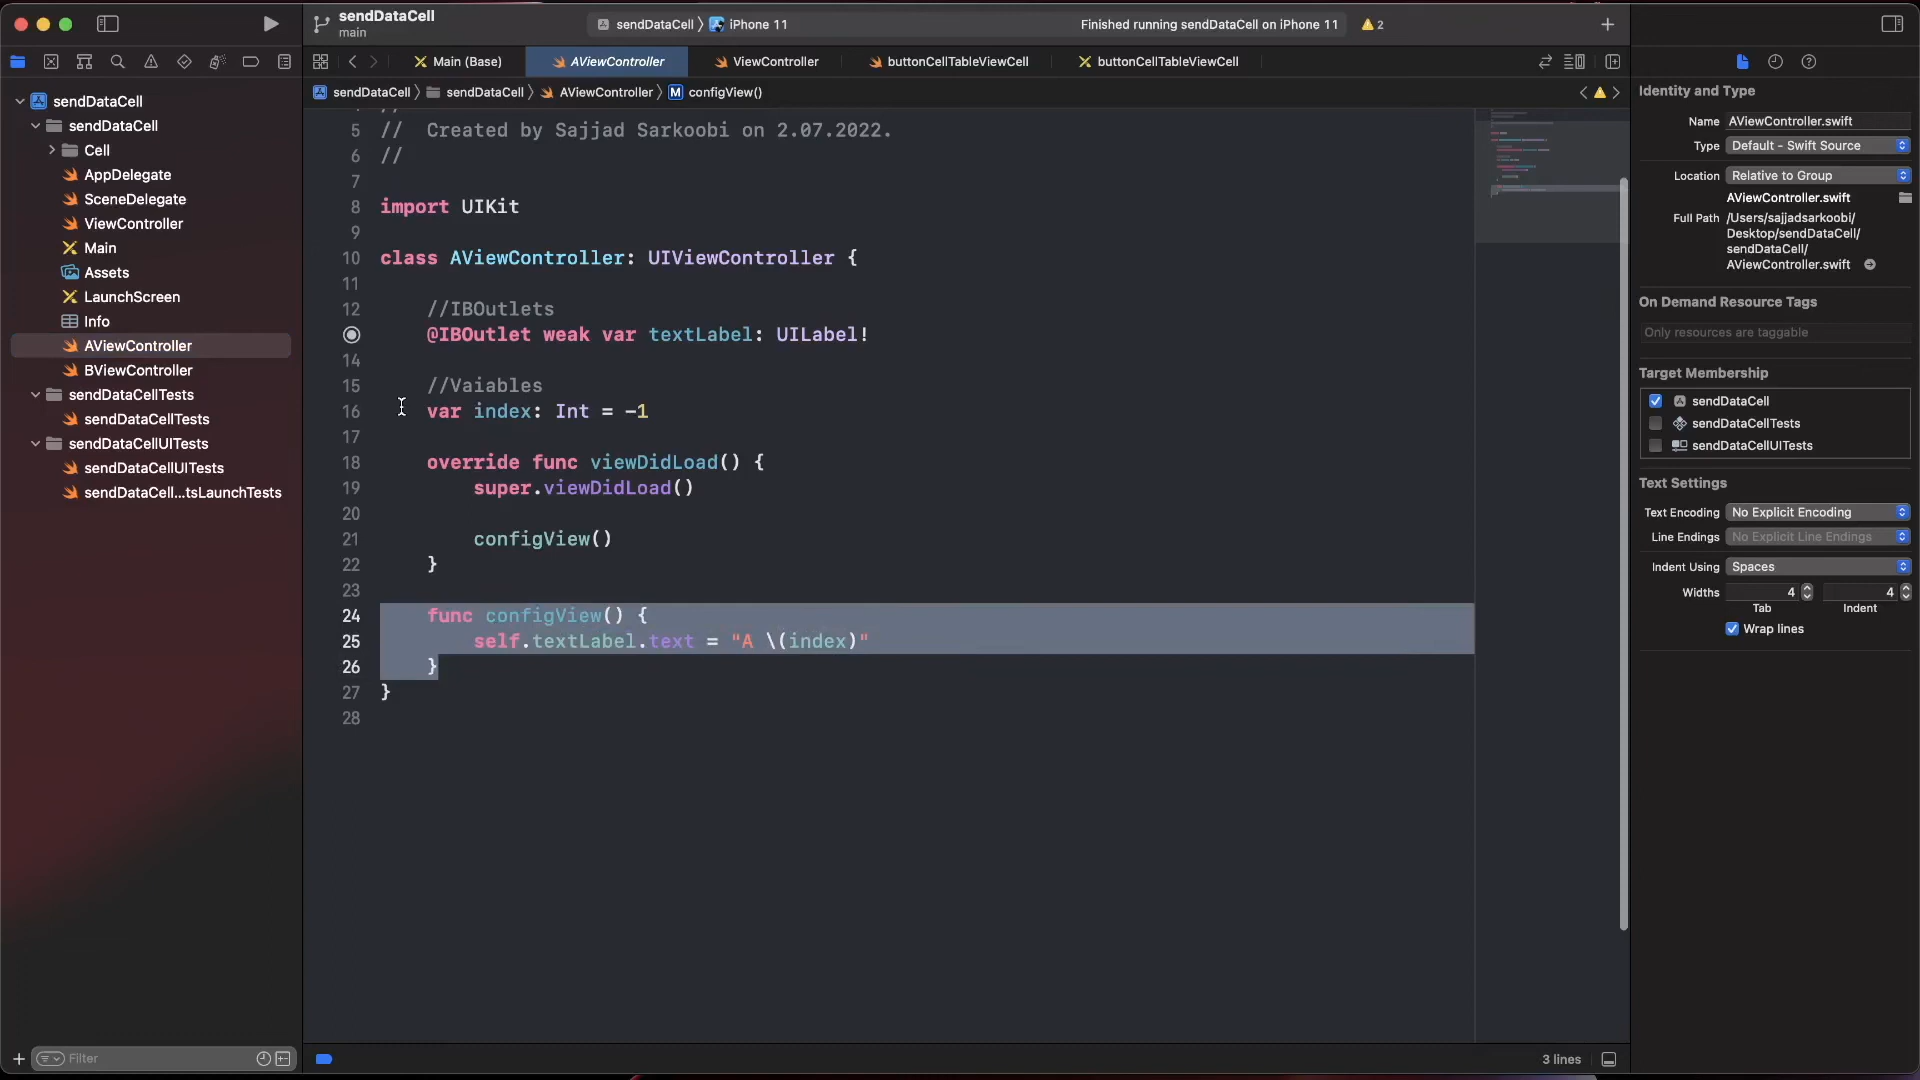 sendDataCell
main
sendDataCell
iPhone 11
Finished running sendDataCell on iPhone 11
2
Main (Base)
AViewController
ViewController
buttonCellTableViewCell
buttonCellTableViewCell
sendDataCell
sendDataCell
AViewController
M
configView()
sendDataCell
sendDataCell
Cell
AppDelegate
SceneDelegate
ViewController
Main
Assets
LaunchScreen
Info
AViewController
BViewController
sendDataCellTests
sendDataCellTests
sendDataCellUITests
sendDataCellUITests
sendDataCell...tsLaunchTests
Filter
5 // Created by Sajjad Sarkoobi on 2.07.2022.
6 //
7
8 import UIKit
9
10 class AViewController: UIViewController {
11
12 //IBOutlets
@IBOutlet weak var textLabel: UILabel!
14
15 //Vaiables
16 var index: Int = -1
17
18 override func viewDidLoad() {
19 super.viewDidLoad()
20
21 configView()
22 }
23
24 func configView() {
25 self.textLabel.text = "A \(index)"
26 }
27 }
28
3 lines
Identity and Type
Name AViewController.swift
Type Default - Swift Source
Location Relative to Group
AViewController.swift
Full Path /Users/sajjadsarkoobi/
Desktop/sendDataCell/
sendDataCell/
AViewController.swift
On Demand Resource Tags
Only resources are taggable
Target Membership
sendDataCell
sendDataCellTests
sendDataCellUITests
Text Settings
Text Encoding No Explicit Encoding
Line Endings No Explicit Line Endings
Indent Using Spaces
Widths 4 4
Tab Indent
Wrap lines